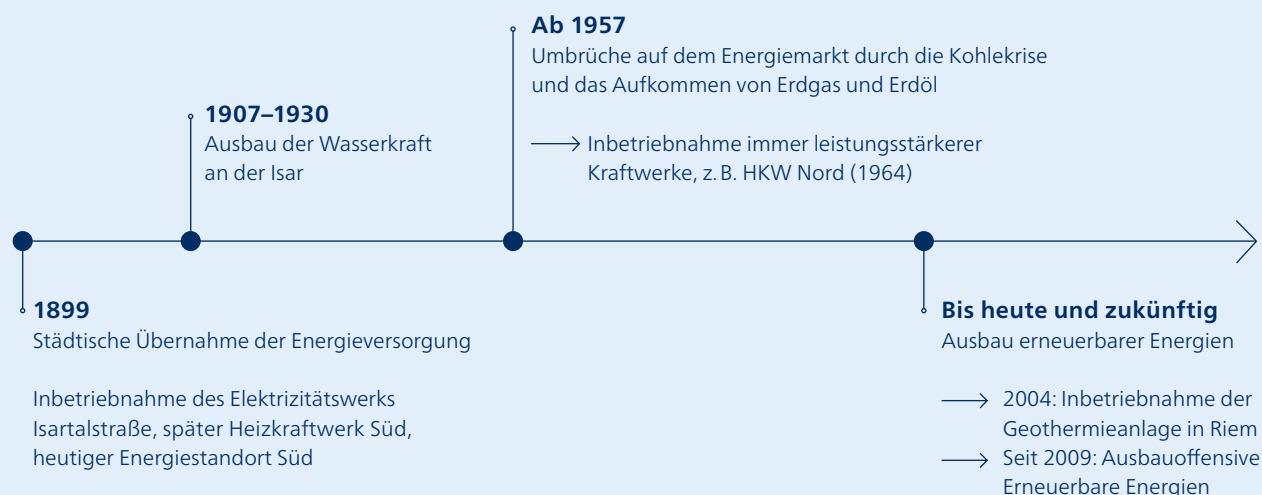 Ab 1957
Umbrüche auf dem Energiemarkt durch die Kohlekrise
und das Aufkommen von Erdgas und Erdöl
Inbetriebnahme immer leistungsstärkerer
Kraftwerke, z. B. HKW Nord (1964)
1907–1930
Ausbau der Wasserkraft
an der Isar
1899
Städtische Übernahme der Energieversorgung
Inbetriebnahme des Elektrizitätswerks
Isartalstraße, später Heizkraftwerk Süd,
heutiger Energiestandort Süd
Bis heute und zukünftig
Ausbau erneuerbarer Energien
2004: Inbetriebnahme der
Geothermieanlage in Riem
Seit 2009: Ausbauoffensive
Erneuerbare Energien